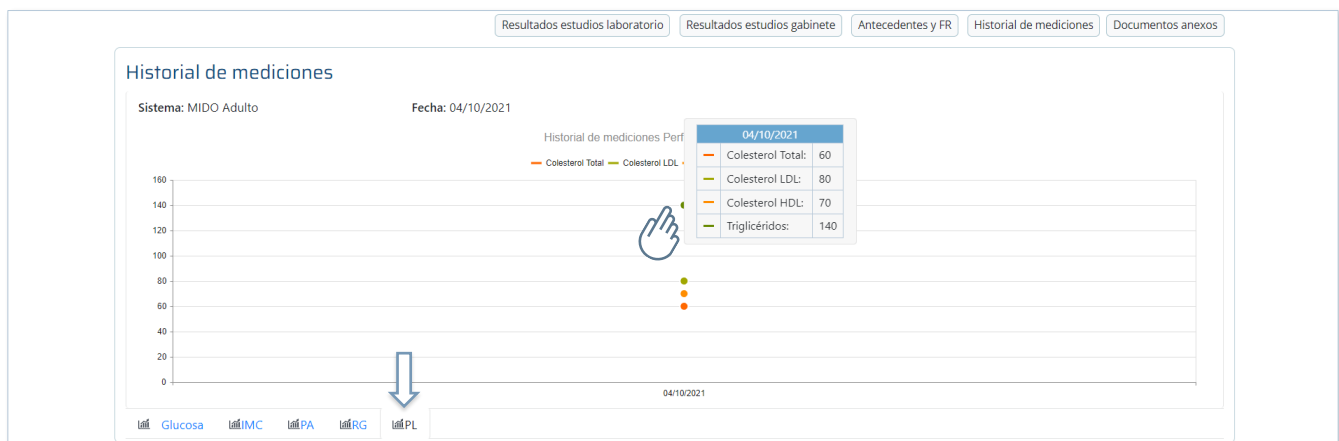 Resultados estudios laboratorio Resultados estudios gabinete Antecedentes y FR Historial de mediciones Documentos anexos
Historial de mediciones
Sistema: MIDO Adulto Fecha: 04/10/2021
Historial de mediciones Perf
Colesterol Total Colesterol LDL
04/10/2021
Colesterol Total: 60
Colesterol LDL: 80
Colesterol HDL: 70
Triglicéridos: 140
160
140
120
100
80
60
40
20
0
04/10/2021
Glucosa IMC PA RG PL